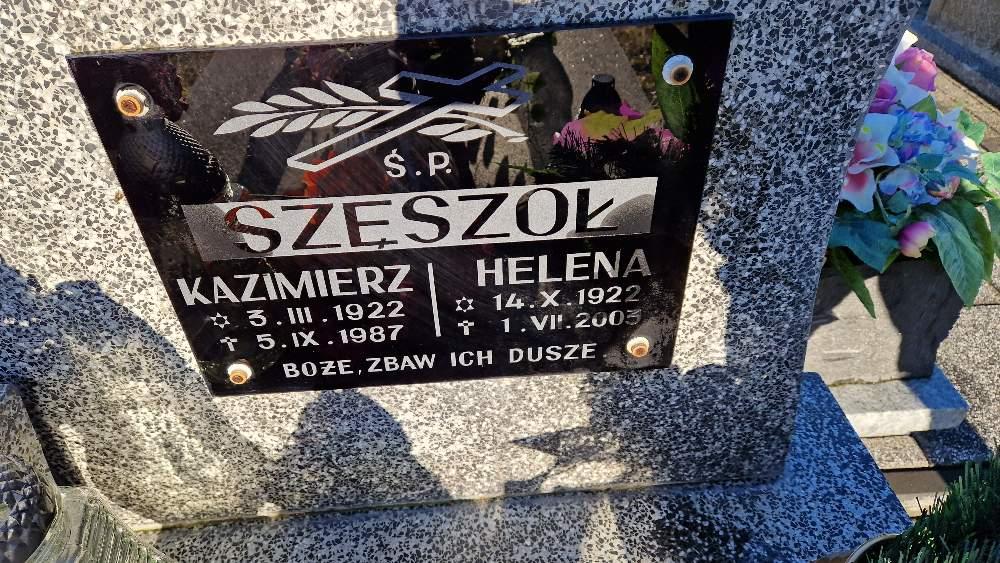 Ś.P.
SZĘSZOŁ
KAZIMIERZ
✡ 3.III.1922
✝ 5.IX.1987
HELENA
✡ 14.X.1922
✝ 1.VII.2003
BOŻE, ZBAW ICH DUSZE